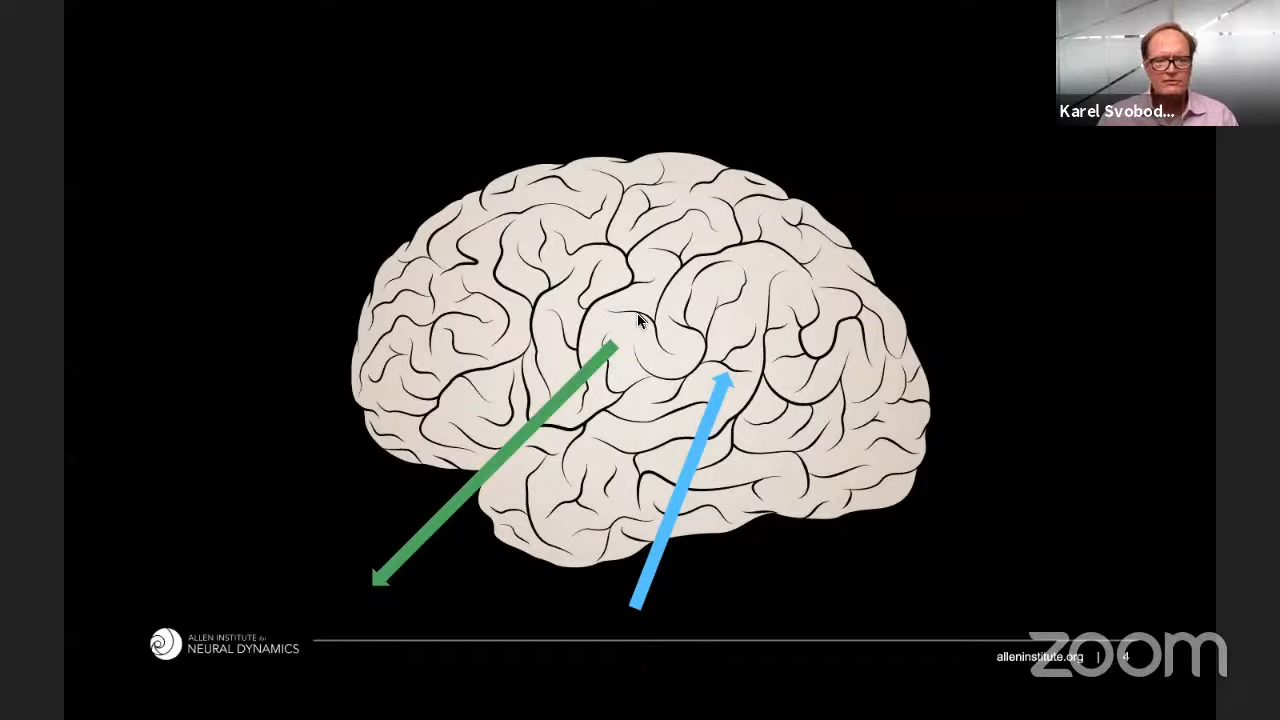 Karel Svobod...
ALLEN INSTITUTE for
NEURAL DYNAMICS
alleninstitute.org | 4
zoom